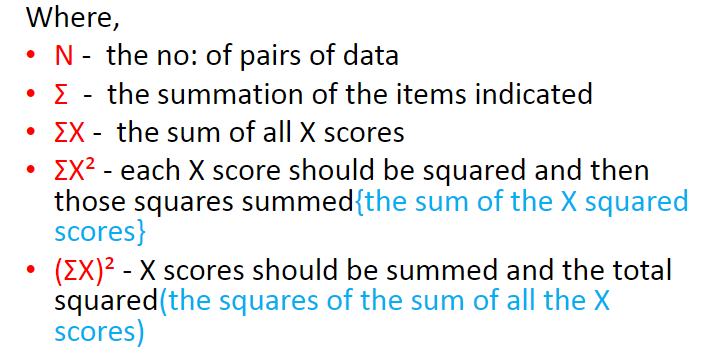 Where,
• N - the no: of pairs of data
• Σ - the summation of the items indicated
• ΣX - the sum of all X scores
• ΣX² - each X score should be squared and then
those squares summed{the sum of the X squared
scores}
• (ΣX)² - X scores should be summed and the total
squared(the squares of the sum of all the X
scores)